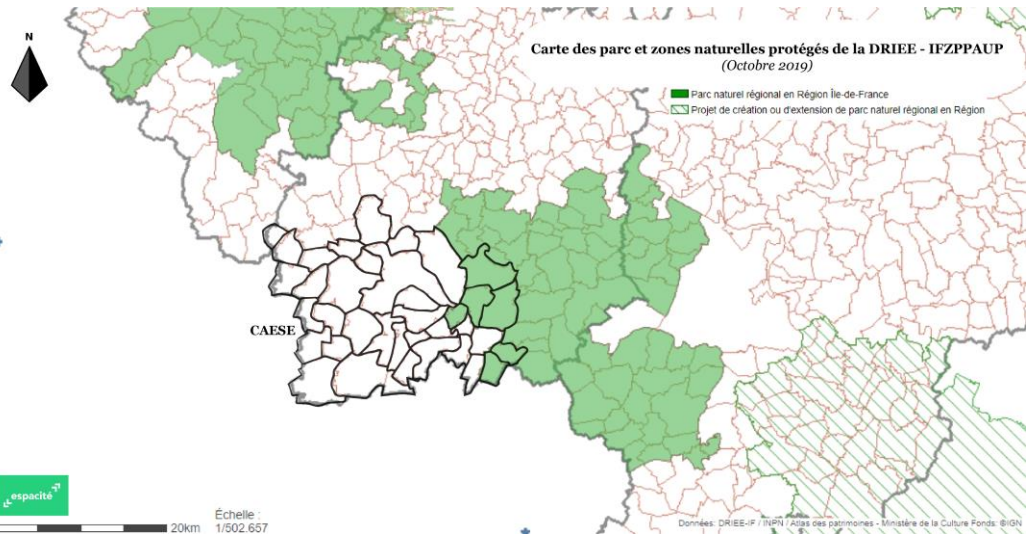 N
Carte des parc et zones naturelles protégés de la DRIEE - IFZPPAUP
(Octobre 2019)
Parc naturel régional en Région Île-de-France
Projet de création ou d'extension de parc naturel régional en Région
CAESE
espacité
20km
Échelle :
1/502.657
Données: DRIEE-IF / INPN / Atlas des patrimoines - Ministère de la Culture Fonds: ©IGN